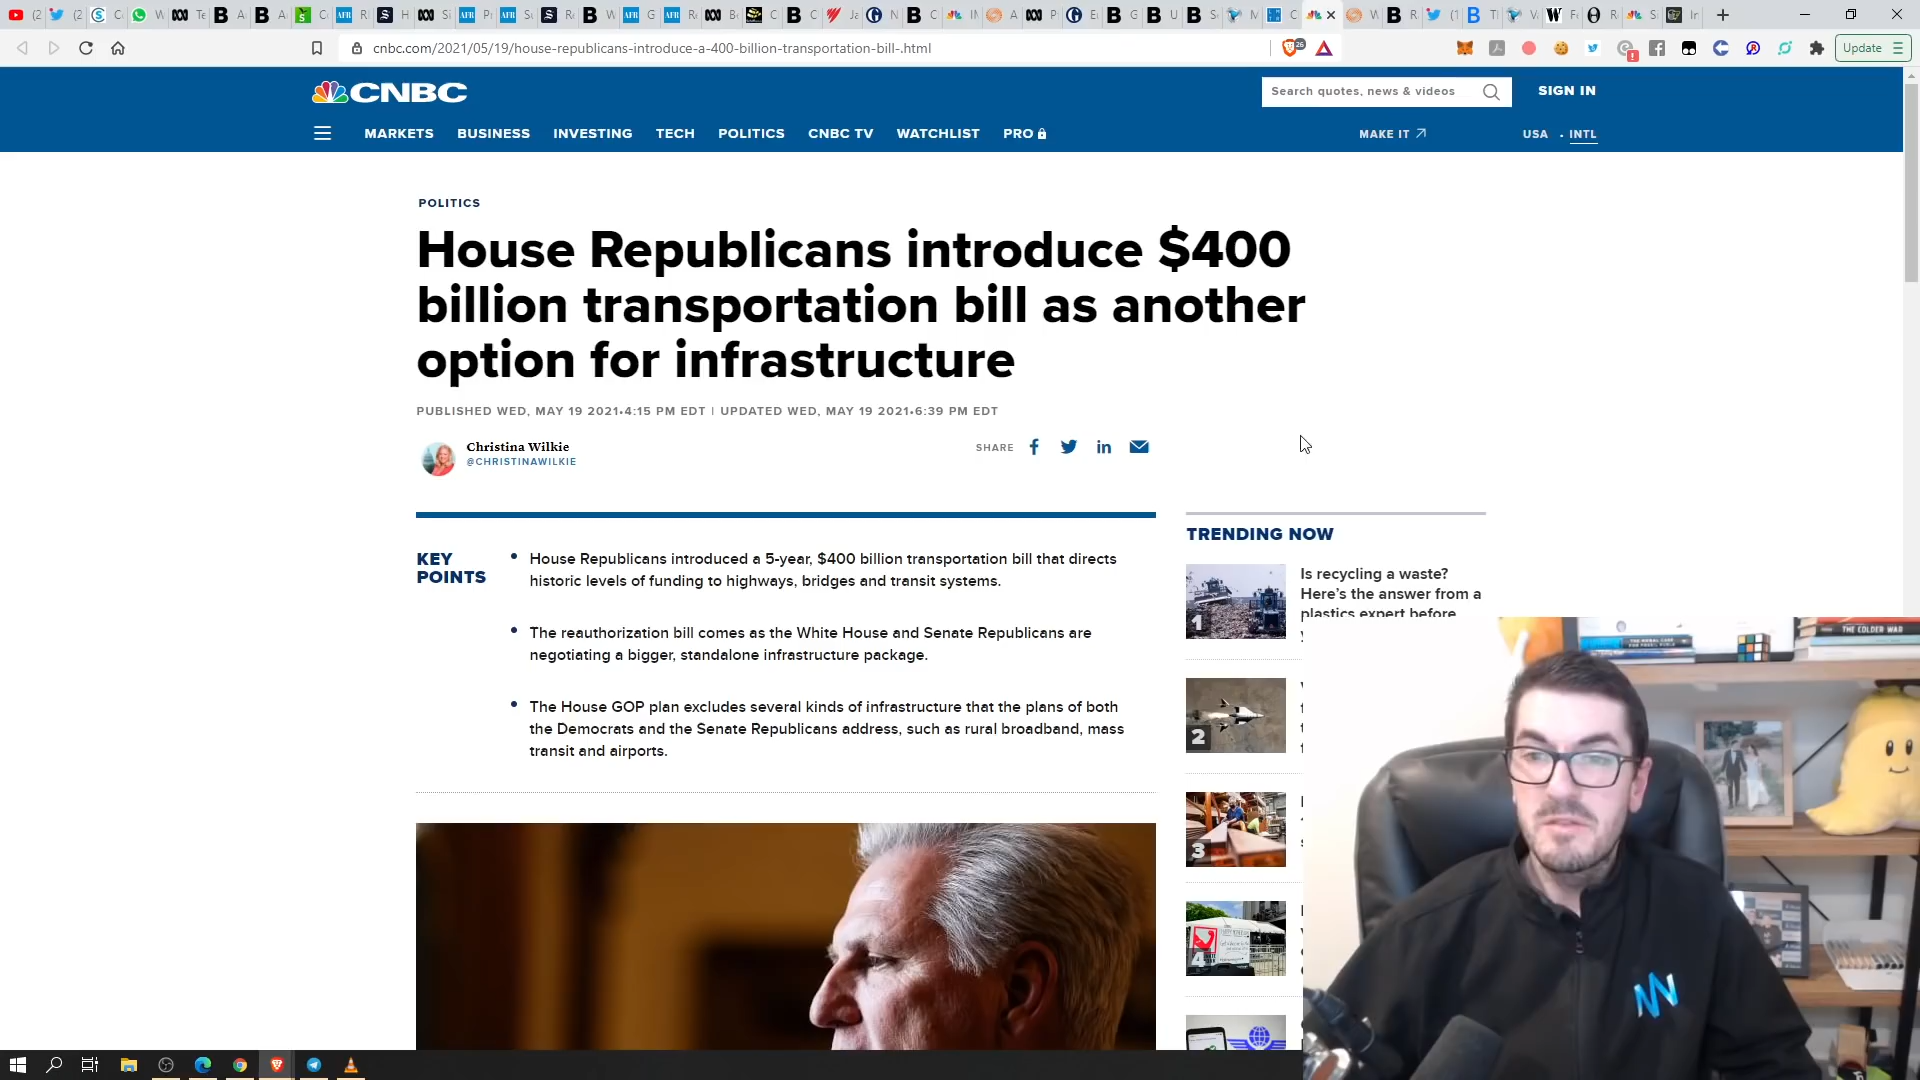 cnbc.com/2021/05/19/house-republicans-introduce-a-400-billion-transportation-bill-.html
26
Update
CNBC
Search quotes, news & videos
SIGN IN
MARKETS BUSINESS INVESTING TECH POLITICS CNBC TV WATCHLIST PRO
MAKE IT
USA • INTL
POLITICS
House Republicans introduce $400
billion transportation bill as another
option for infrastructure
PUBLISHED WED, MAY 19 2021•4:15 PM EDT | UPDATED WED, MAY 19 2021•6:39 PM EDT
Christina Wilkie
@CHRISTINAWILKIE
SHARE
KEY
POINTS
• House Republicans introduced a 5-year, $400 billion transportation bill that directs
historic levels of funding to highways, bridges and transit systems.
• The reauthorization bill comes as the White House and Senate Republicans are
negotiating a bigger, standalone infrastructure package.
• The House GOP plan excludes several kinds of infrastructure that the plans of both
the Democrats and the Senate Republicans address, such as rural broadband, mass
transit and airports.
TRENDING NOW
1
Is recycling a waste?
Here's the answer from a
plastics expert before
2
3
4
THE COLDER WAR